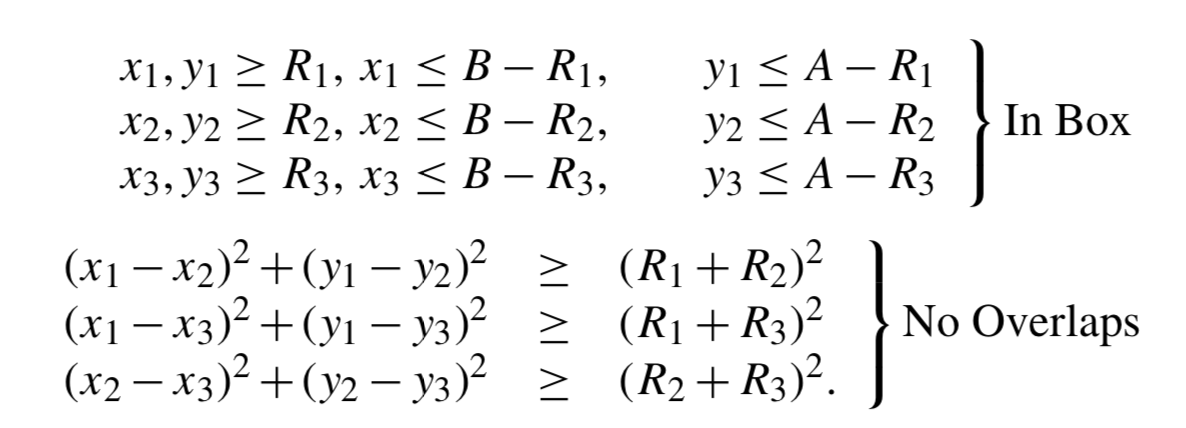 x₁, y₁ ≥ R₁, x₁ ≤ B − R₁, y₁ ≤ A − R₁
x₂, y₂ ≥ R₂, x₂ ≤ B − R₂, y₂ ≤ A − R₂ } In Box
x₃, y₃ ≥ R₃, x₃ ≤ B − R₃, y₃ ≤ A − R₃
(x₁ − x₂)² + (y₁ − y₂)² ≥ (R₁ + R₂)²
(x₁ − x₃)² + (y₁ − y₃)² ≥ (R₁ + R₃)² } No Overlaps
(x₂ − x₃)² + (y₂ − y₃)² ≥ (R₂ + R₃)².